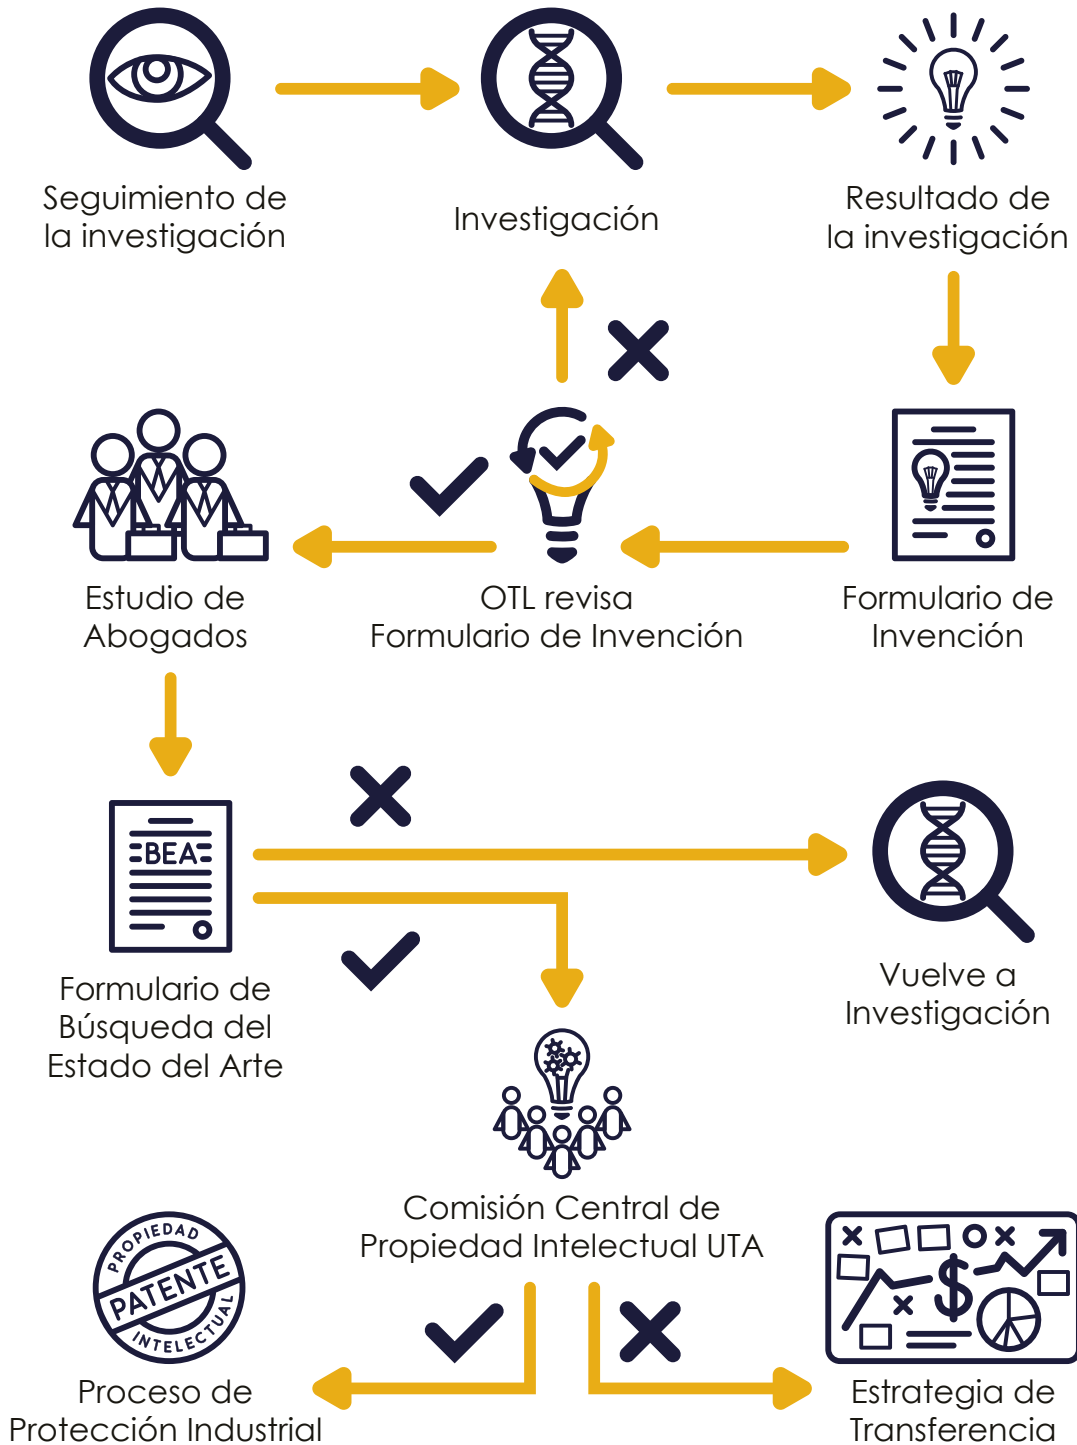 Seguimiento de
la investigación
Investigación
Resultado de
la investigación
Estudio de
Abogados
OTL revisa
Formulario de Invención
Formulario de
Invención
BEA
Formulario de
Búsqueda del
Estado del Arte
Vuelve a
Investigación
Comisión Central de
Propiedad Intelectual UTA
PROPIEDAD
PATENTE
INTELECTUAL
Proceso de
Protección Industrial
$
Estrategia de
Transferencia